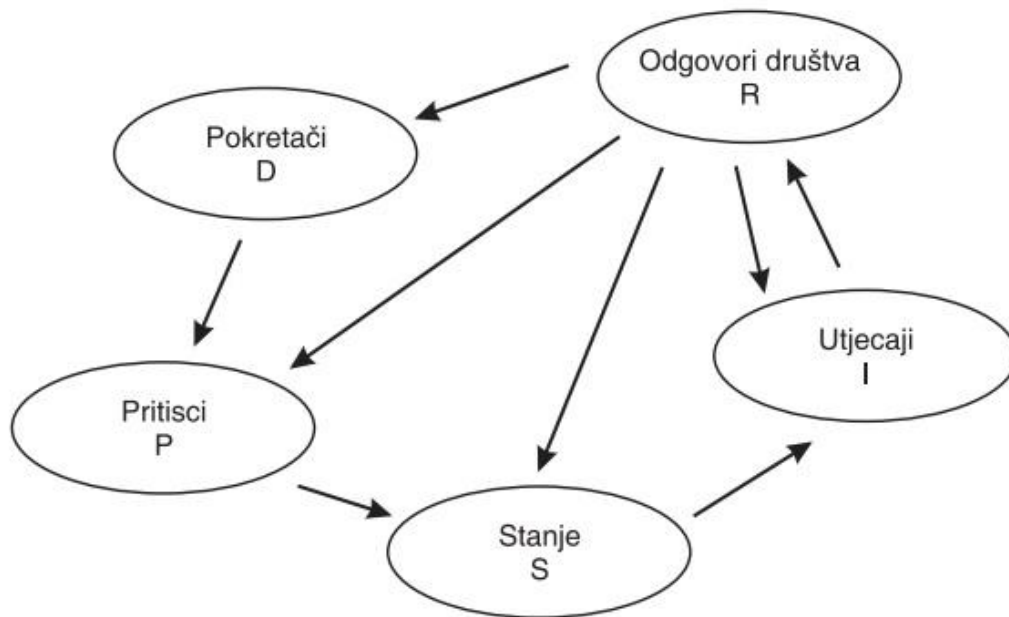 Odgovori društva
R
Pokretači
D
Utjecaji
I
Pritisci
P
Stanje
S